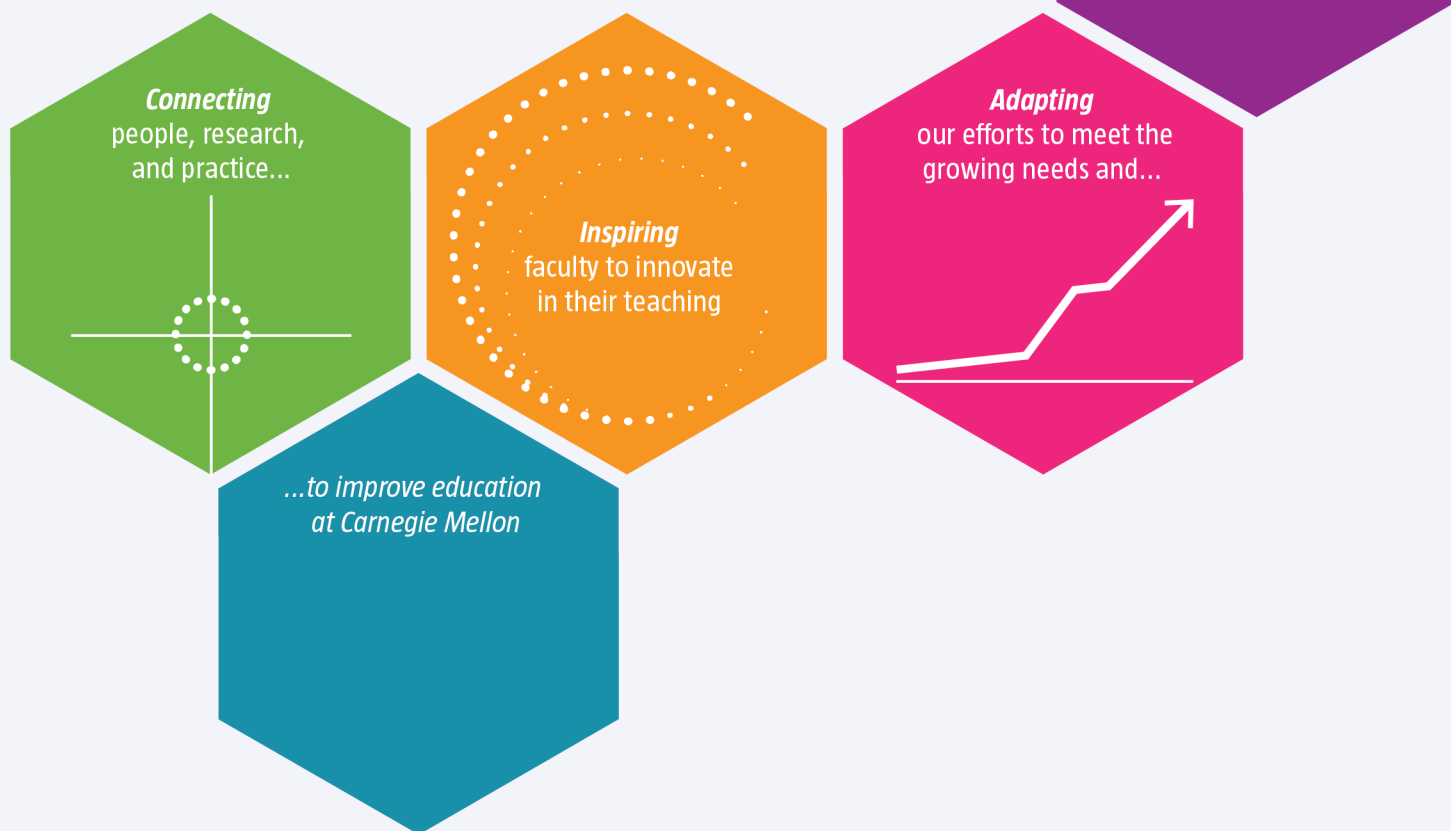 Connecting
people, research,
and practice...
Inspiring
faculty to innovate
in their teaching
Adapting
our efforts to meet the
growing needs and...
...to improve education
at Carnegie Mellon